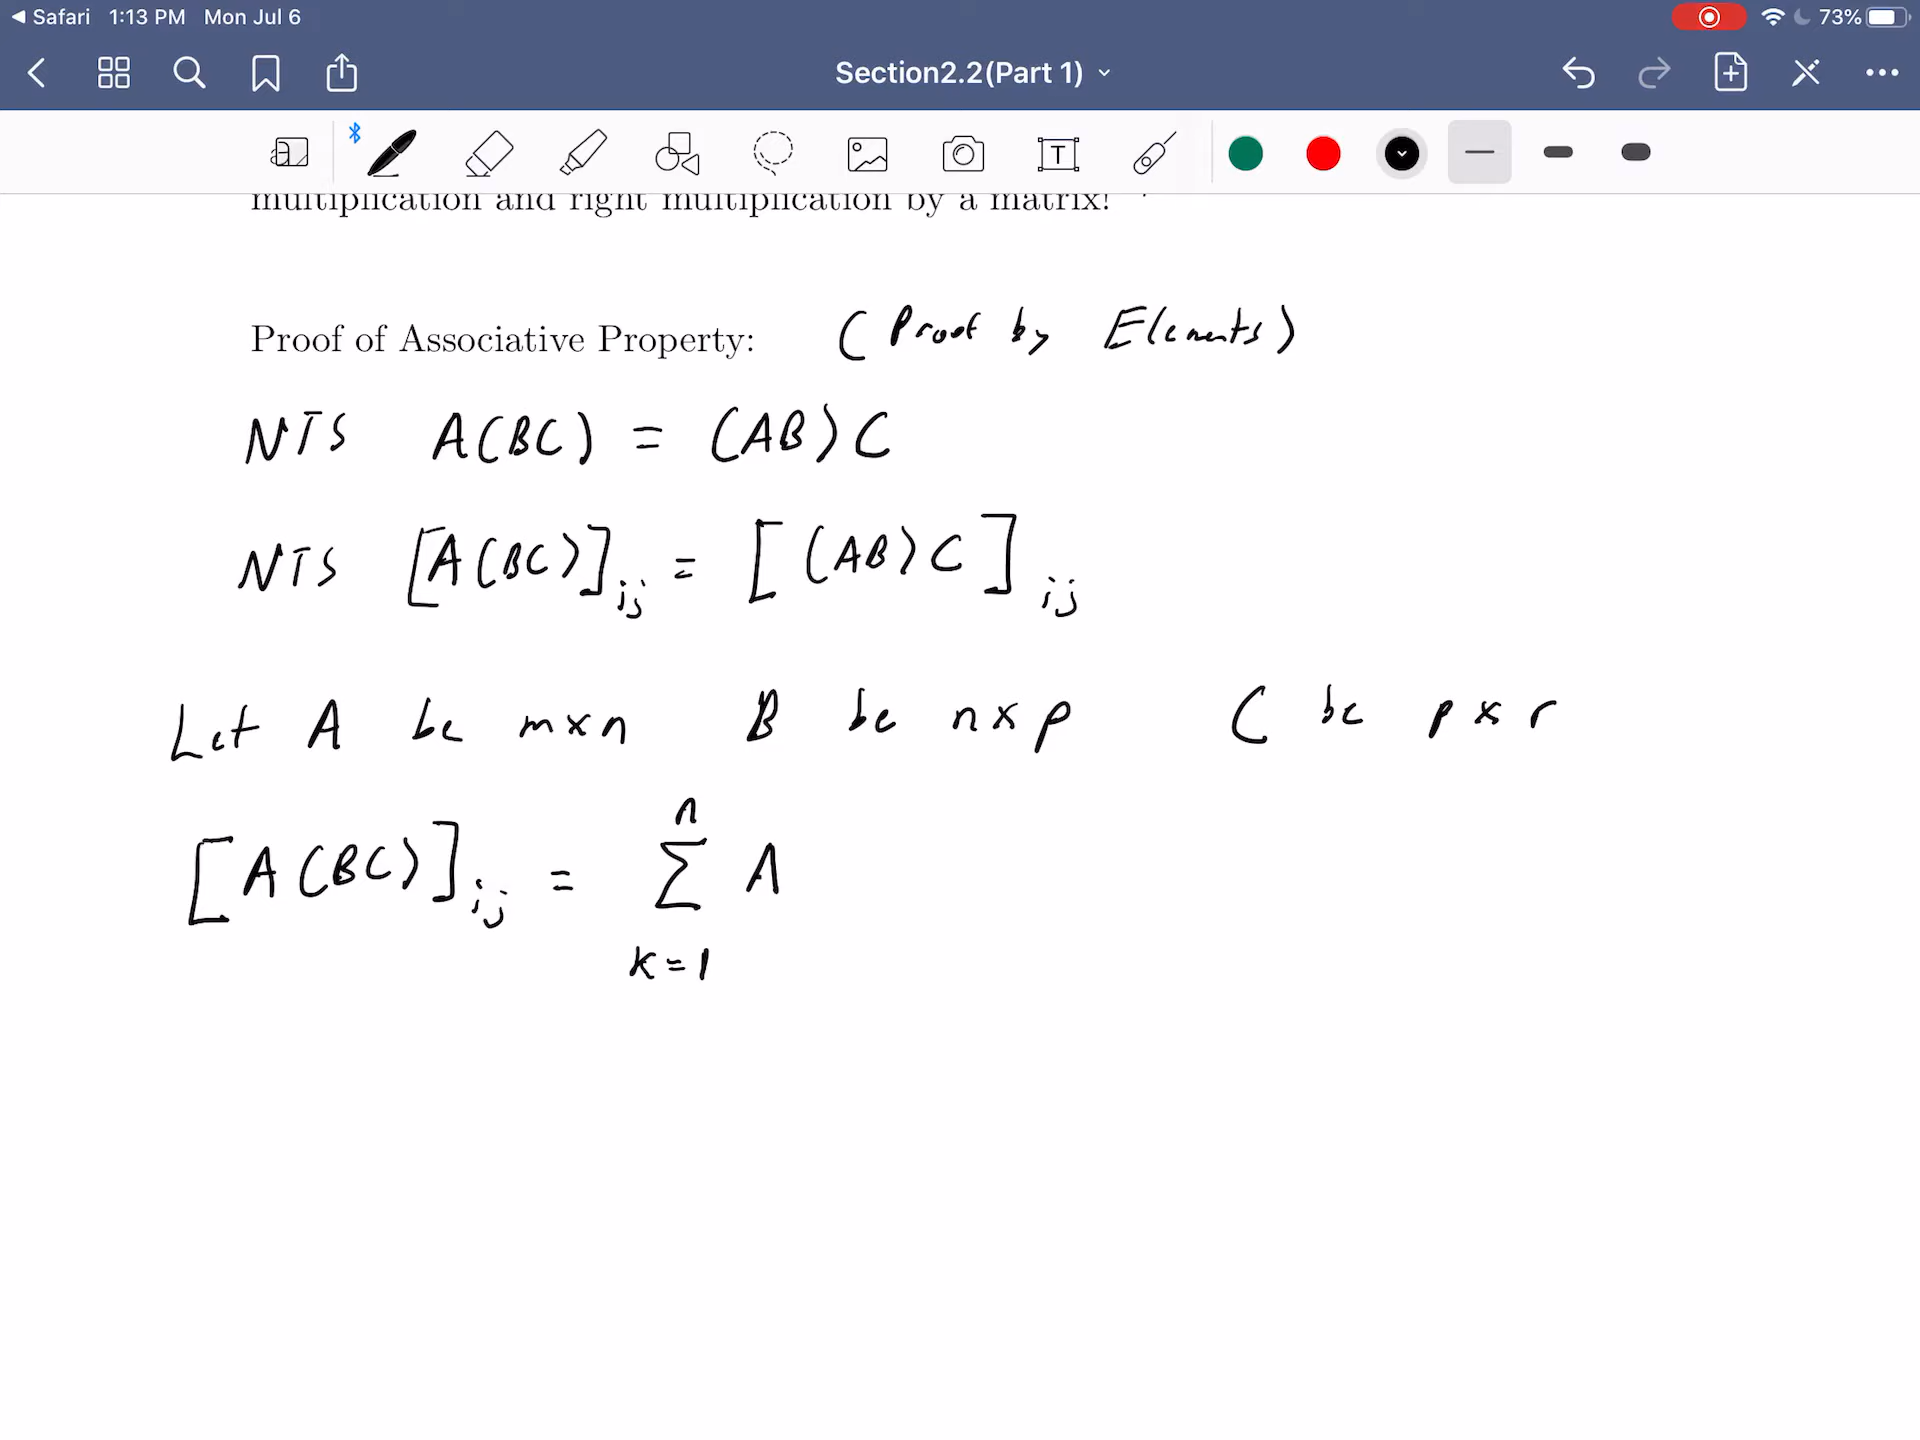 Safari 1:13 PM Mon Jul 6 73%
Section2.2(Part 1)
a T
multiplication and right multiplication by a matrix!
Proof of Associative Property: (Proof by Elements)
NTS A(BC) = (AB)C
NTS [A(BC)]ij = [(AB)C]ij
Let A be m×n B be n×p C be p×r
n
[A(BC)]ij = Σ A
k=1